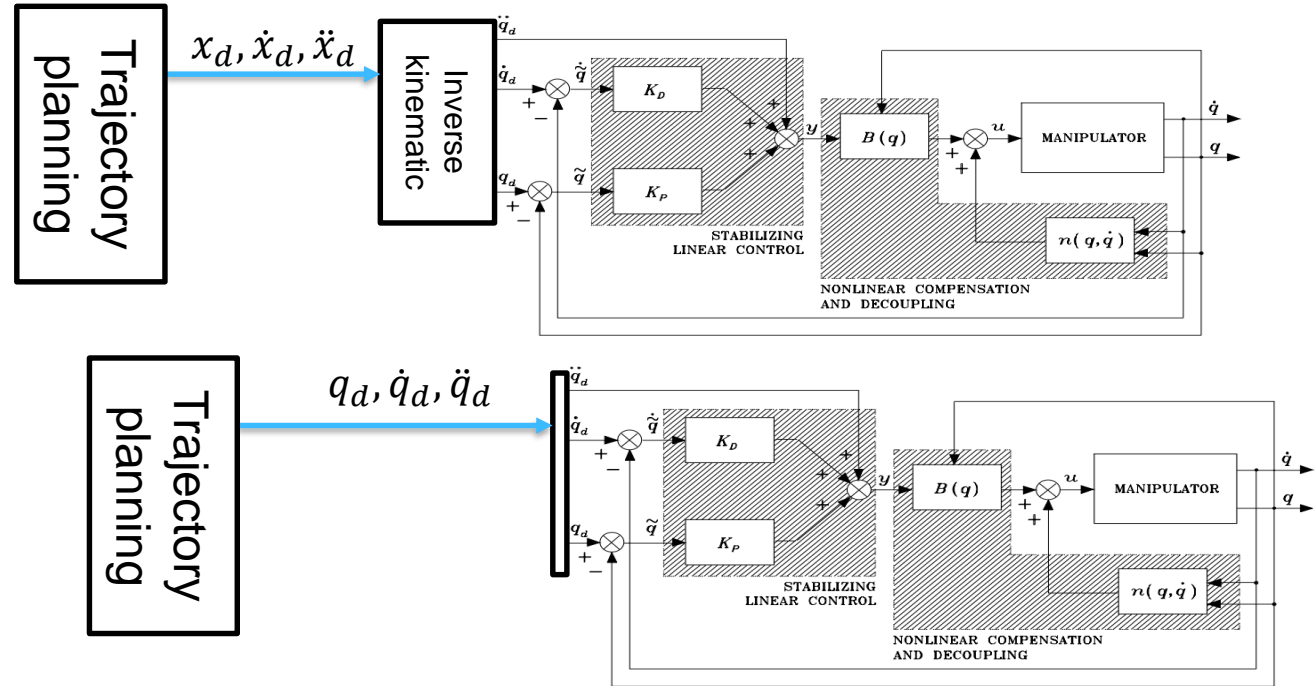 Trajectory
planning
x_d, ẋ_d, ẍ_d
Inverse
kinematic
q̈_d
q̇_d
+
−
q̃̇
K_D
+
+
+
y
B(q)
+
+
u
MANIPULATOR
q̇
q
q_d
+
−
q̃
K_P
STABILIZING
LINEAR CONTROL
n(q,q̇)
NONLINEAR COMPENSATION
AND DECOUPLING
Trajectory
planning
q_d, q̇_d, q̈_d
q̈_d
q̇_d
+
−
q̃̇
K_D
+
+
+
y
B(q)
+
+
u
MANIPULATOR
q̇
q
q_d
+
−
q̃
K_P
STABILIZING
LINEAR CONTROL
n(q,q̇)
NONLINEAR COMPENSATION
AND DECOUPLING